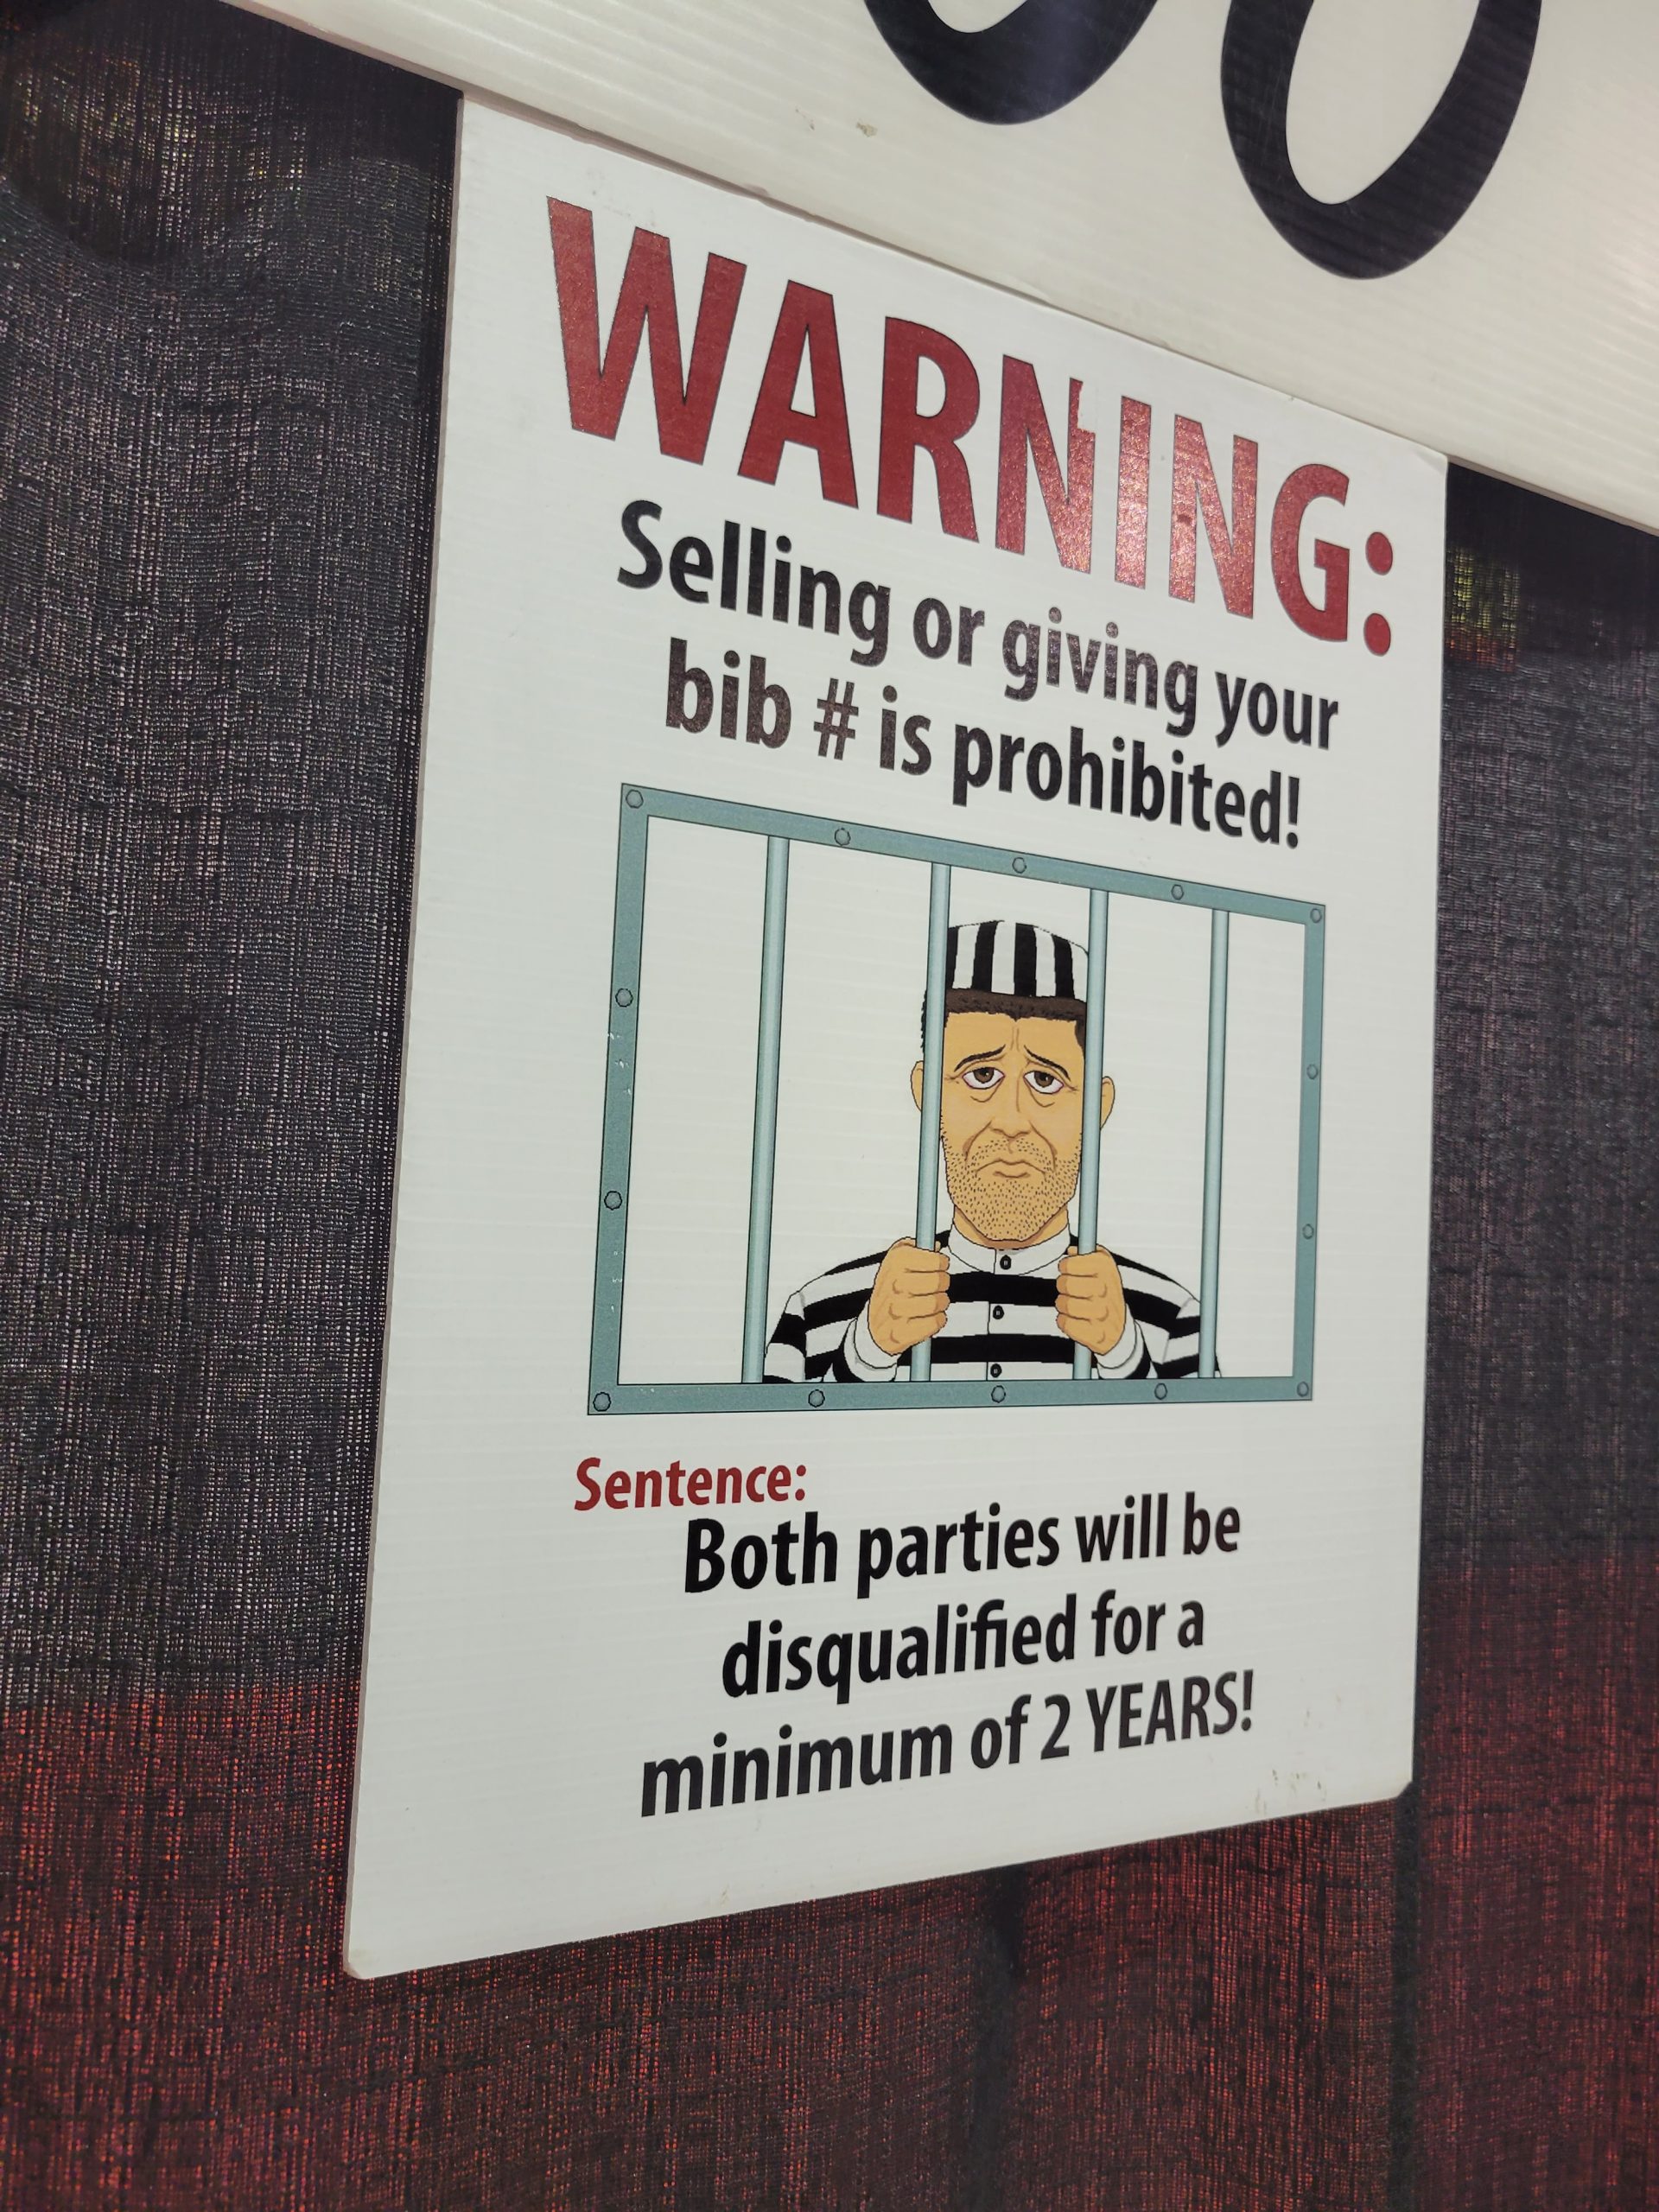 WARNING:
Selling or giving your
bib # is prohibited!
Sentence:
Both parties will be
disqualified for a
minimum of 2 YEARS!